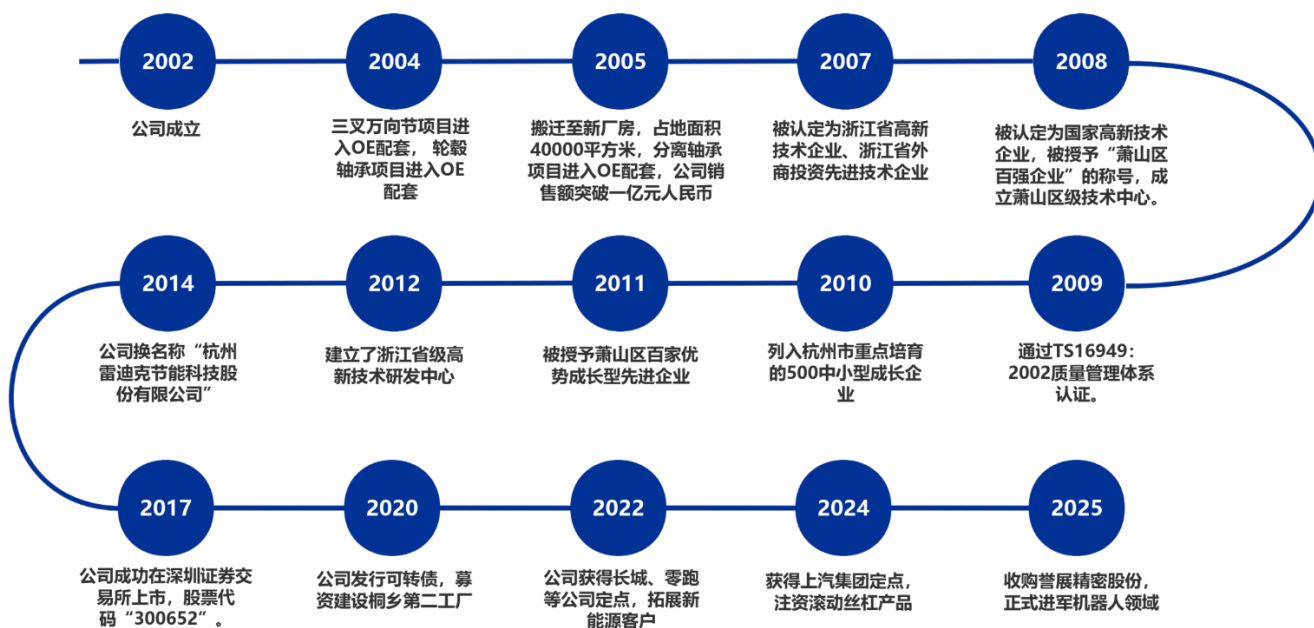 2002
公司成立
2004
三叉万向节项目进
入OE配套， 轮毂
轴承项目进入OE
配套
2005
搬迁至新厂房，占地面积
40000平方米，分离轴承
项目进入OE配套，公司销
售额突破一亿元人民币
2007
被认定为浙江省高新
技术企业、浙江省外
商投资先进技术企业
2008
被认定为国家高新技术
企业，被授予“萧山区
百强企业”的称号，成
立萧山区级技术中心。
2009
通过TS16949：
2002质量管理体系
认证。
2010
列入杭州市重点培育
的500中小型成长企
业
2011
被授予萧山区百家优
势成长型先进企业
2012
建立了浙江省级高
新技术研发中心
2014
公司换名称“杭州
雷迪克节能科技股
份有限公司”
2017
公司成功在深圳证券交
易所上市，股票代
码“300652”。
2020
公司发行可转债，募
资建设桐乡第二工厂
2022
公司获得长城、零跑
等公司定点，拓展新
能源客户
2024
获得上汽集团定点，
注资滚动丝杠产品
2025
收购誉展精密股份，
正式进军机器人领域